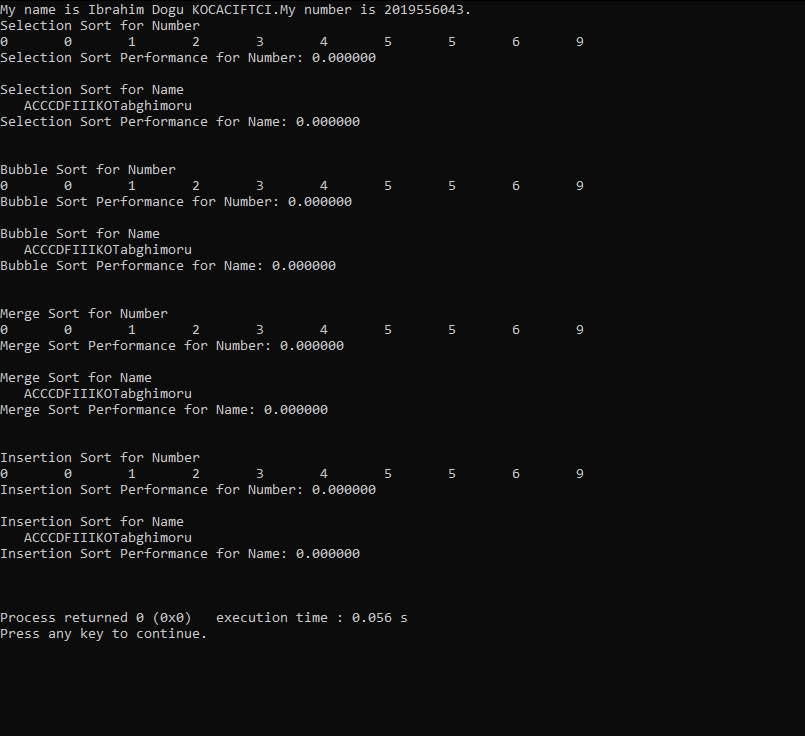 My name is Ibrahim Dogu KOCACIFTCI.My number is 2019556043.
Selection Sort for Number
0       0       1       2       3       4       5       5       6       9
Selection Sort Performance for Number: 0.000000

Selection Sort for Name
   ACCCDFIIIKOTabghimoru
Selection Sort Performance for Name: 0.000000


Bubble Sort for Number
0       0       1       2       3       4       5       5       6       9
Bubble Sort Performance for Number: 0.000000

Bubble Sort for Name
   ACCCDFIIIKOTabghimoru
Bubble Sort Performance for Name: 0.000000


Merge Sort for Number
0       0       1       2       3       4       5       5       6       9
Merge Sort Performance for Number: 0.000000

Merge Sort for Name
   ACCCDFIIIKOTabghimoru
Merge Sort Performance for Name: 0.000000


Insertion Sort for Number
0       0       1       2       3       4       5       5       6       9
Insertion Sort Performance for Number: 0.000000

Insertion Sort for Name
   ACCCDFIIIKOTabghimoru
Insertion Sort Performance for Name: 0.000000



Process returned 0 (0x0)   execution time : 0.056 s
Press any key to continue.